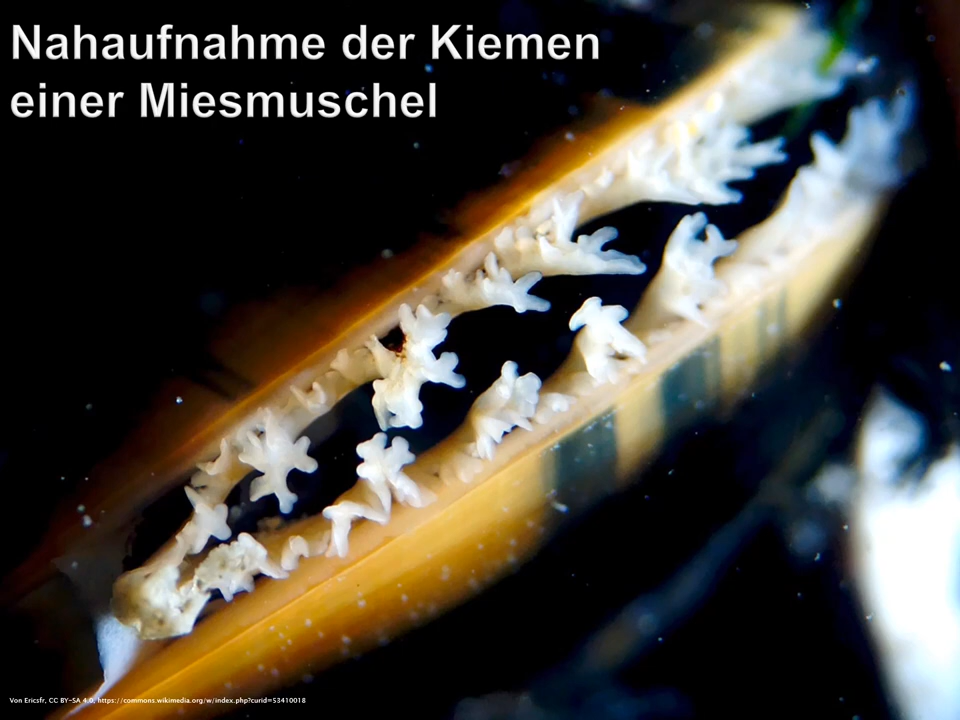 Nahaufnahme der Kiemen
einer Miesmuschel
Von Ericsfr, CC BY-SA 4.0, https://commons.wikimedia.org/w/index.php?curid=53410018